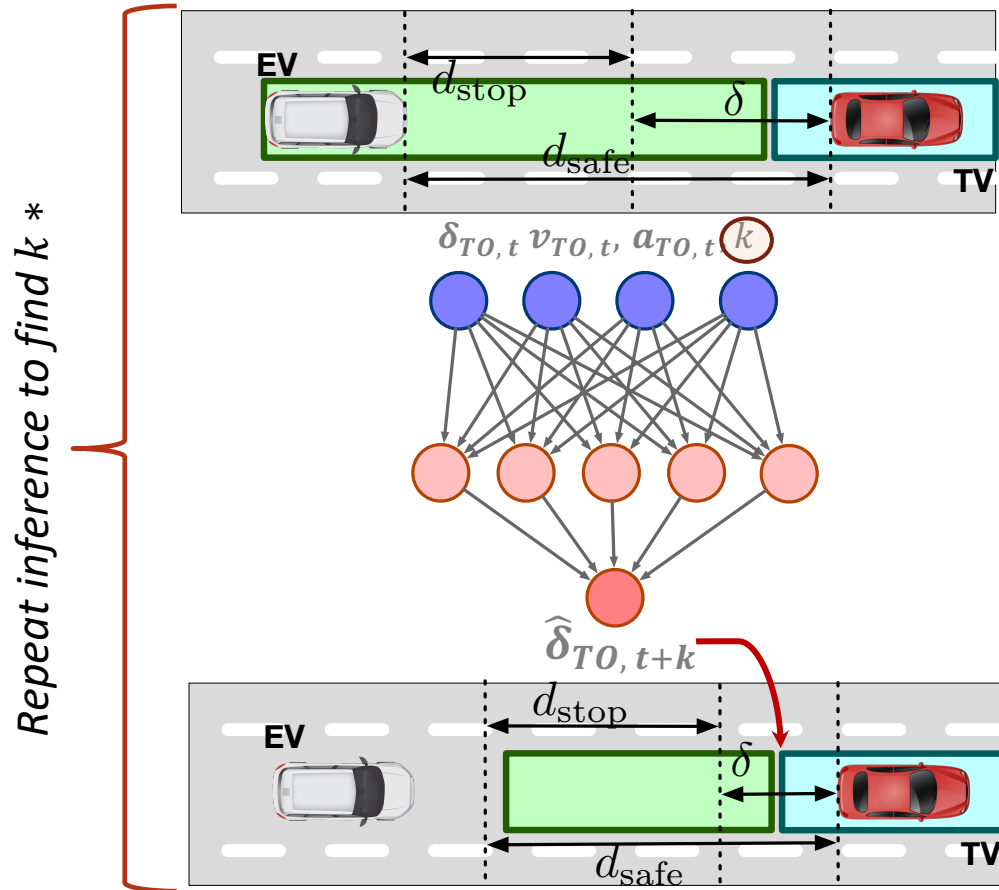 Repeat inference to find k *
EV
d_stop
δ
d_safe
TV
δ_TO, t v_TO, t, a_TO, t, k
δ̂_TO, t+k
d_stop
EV
δ
d_safe
TV